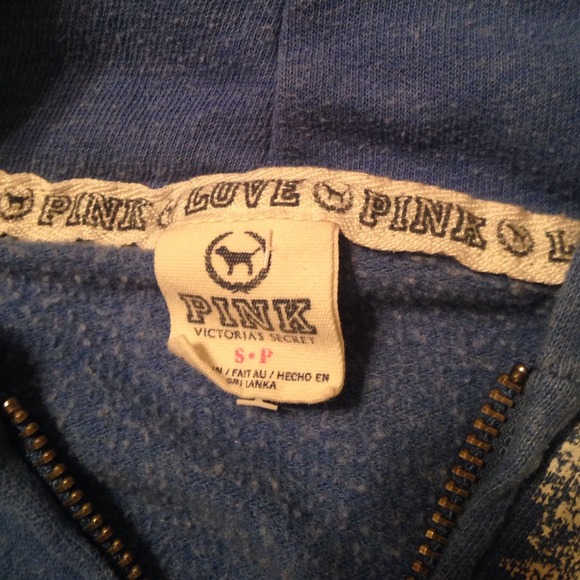 PINK LOVE PINK L
PINK
VICTORIA'S SECRET
S•P
N / FAIT AU / HECHO EN
SRI LANKA